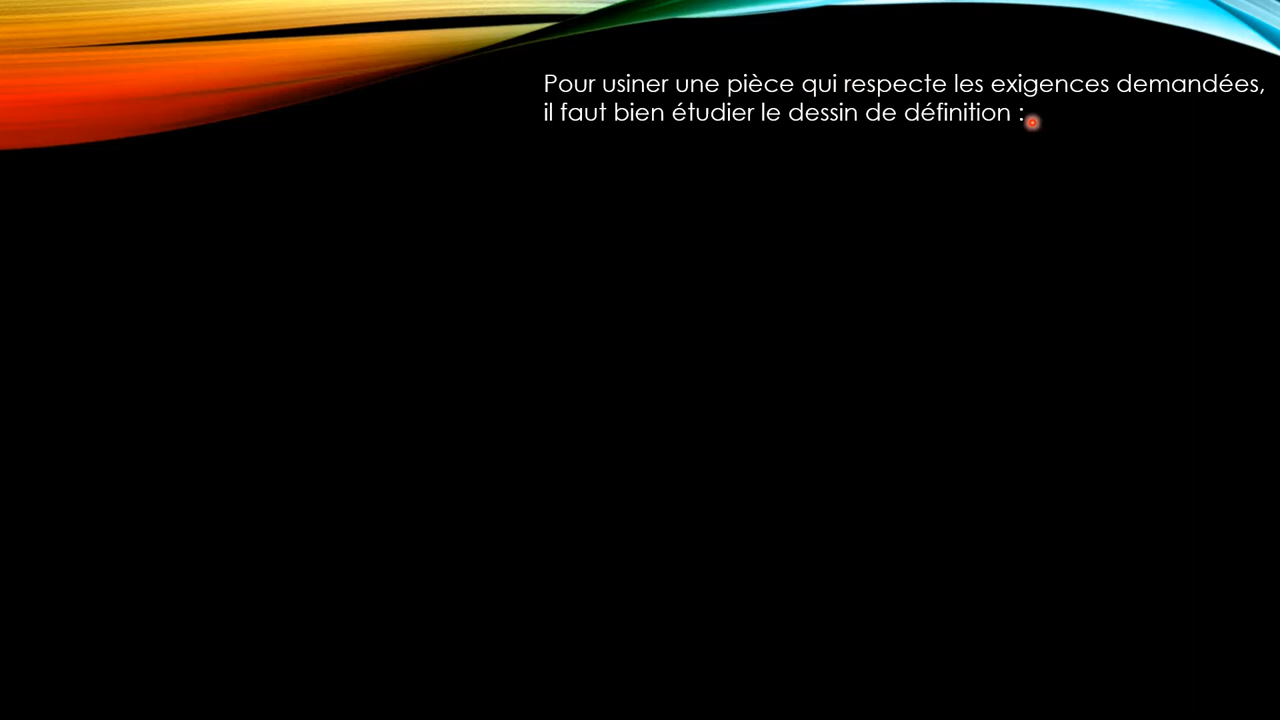 Pour usiner une pièce qui respecte les exigences demandées,
il faut bien étudier le dessin de définition :